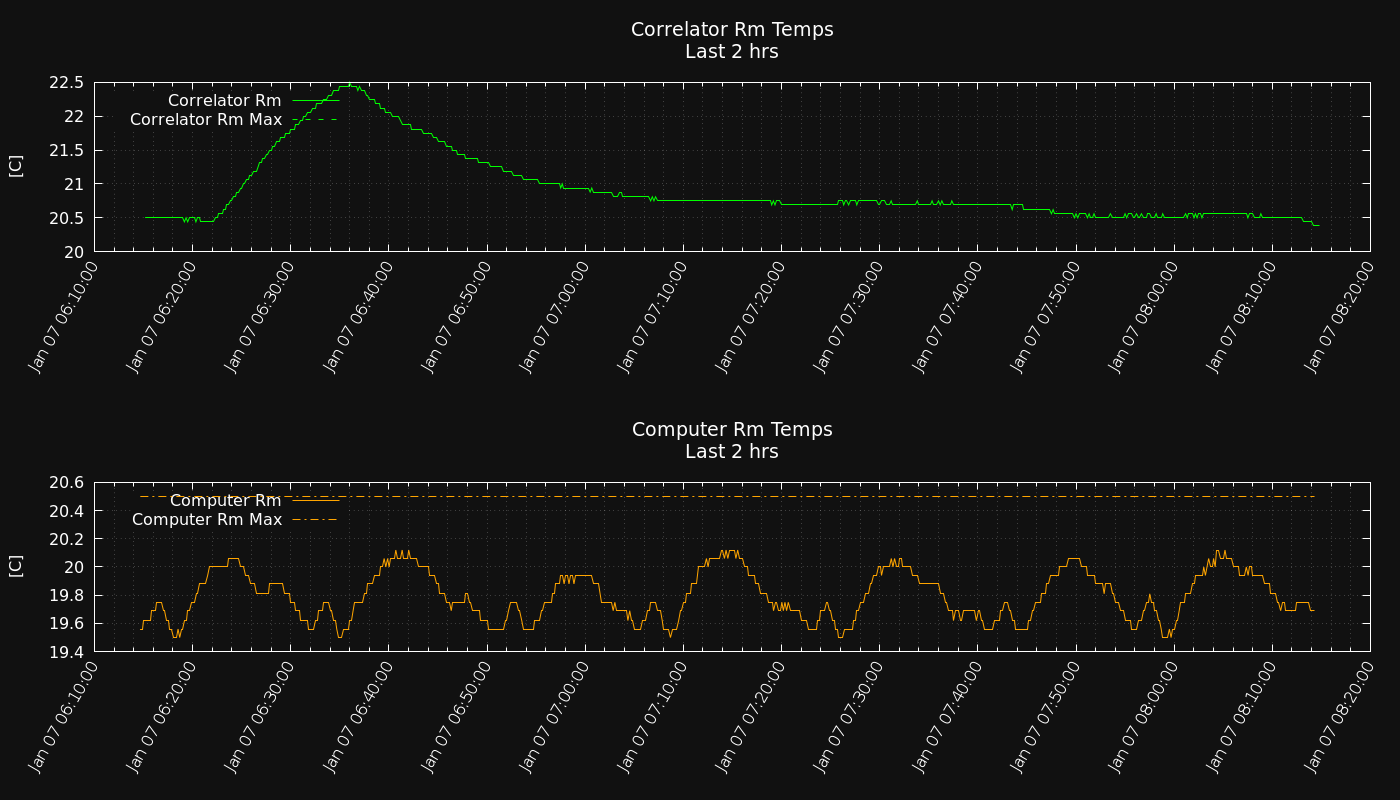 Correlator Rm Temps
Last 2 hrs
22.5
22
21.5
21
20.5
20
[C]
Correlator Rm
Correlator Rm Max
Jan 07 06:10:00
Jan 07 06:20:00
Jan 07 06:30:00
Jan 07 06:40:00
Jan 07 06:50:00
Jan 07 07:00:00
Jan 07 07:10:00
Jan 07 07:20:00
Jan 07 07:30:00
Jan 07 07:40:00
Jan 07 07:50:00
Jan 07 08:00:00
Jan 07 08:10:00
Jan 07 08:20:00
Computer Rm Temps
Last 2 hrs
20.6
20.4
20.2
20
19.8
19.6
19.4
[C]
Computer Rm
Computer Rm Max
Jan 07 06:10:00
Jan 07 06:20:00
Jan 07 06:30:00
Jan 07 06:40:00
Jan 07 06:50:00
Jan 07 07:00:00
Jan 07 07:10:00
Jan 07 07:20:00
Jan 07 07:30:00
Jan 07 07:40:00
Jan 07 07:50:00
Jan 07 08:00:00
Jan 07 08:10:00
Jan 07 08:20:00